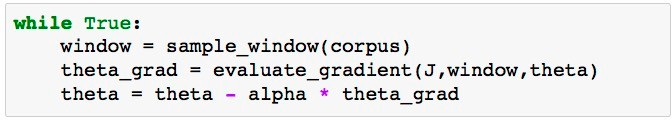 while True:
    window = sample_window(corpus)
    theta_grad = evaluate_gradient(J,window,theta)
    theta = theta - alpha * theta_grad